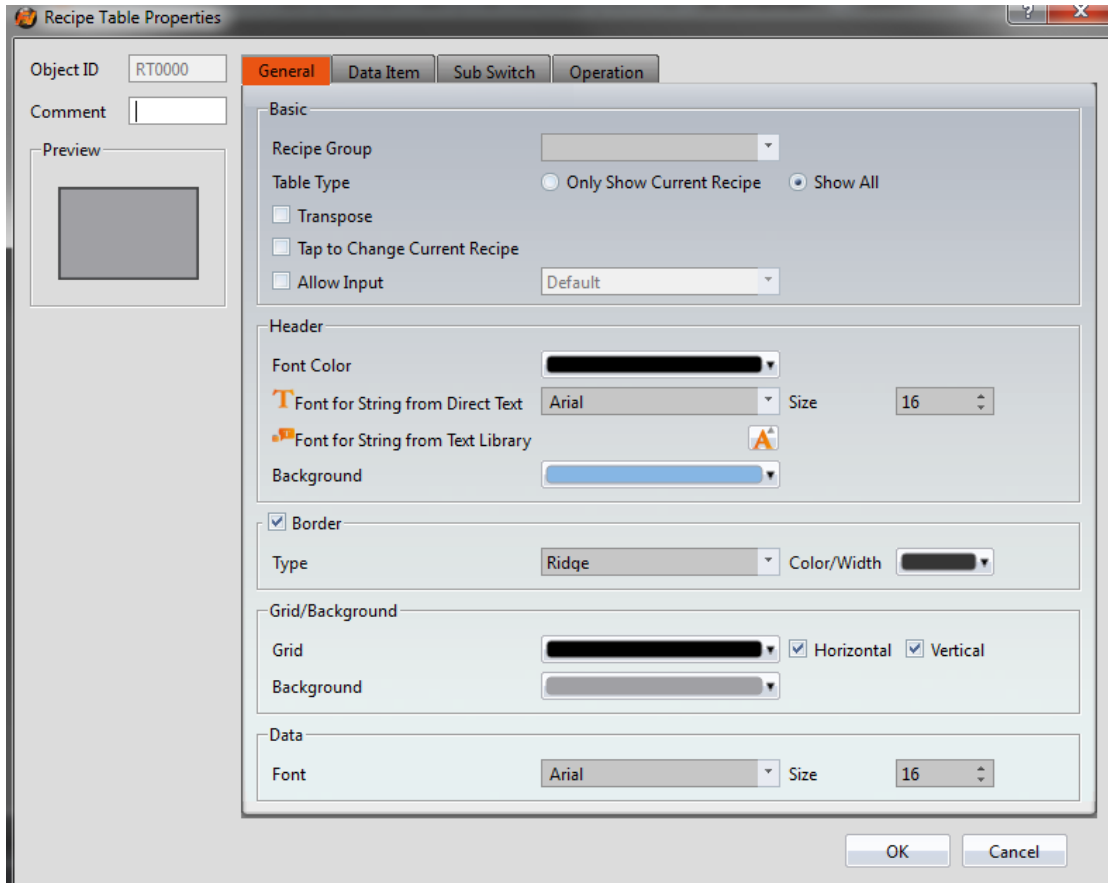 Recipe Table Properties
?
X
Object ID RT0000
Comment
Preview
General Data Item Sub Switch Operation
Basic
Recipe Group
Table Type Only Show Current Recipe Show All
Transpose
Tap to Change Current Recipe
Allow Input Default
Header
Font Color
T Font for String from Direct Text Arial Size 16
Font for String from Text Library A
Background
Border
Type Ridge Color/Width
Grid/Background
Grid Horizontal Vertical
Background
Data
Font Arial Size 16
OK Cancel